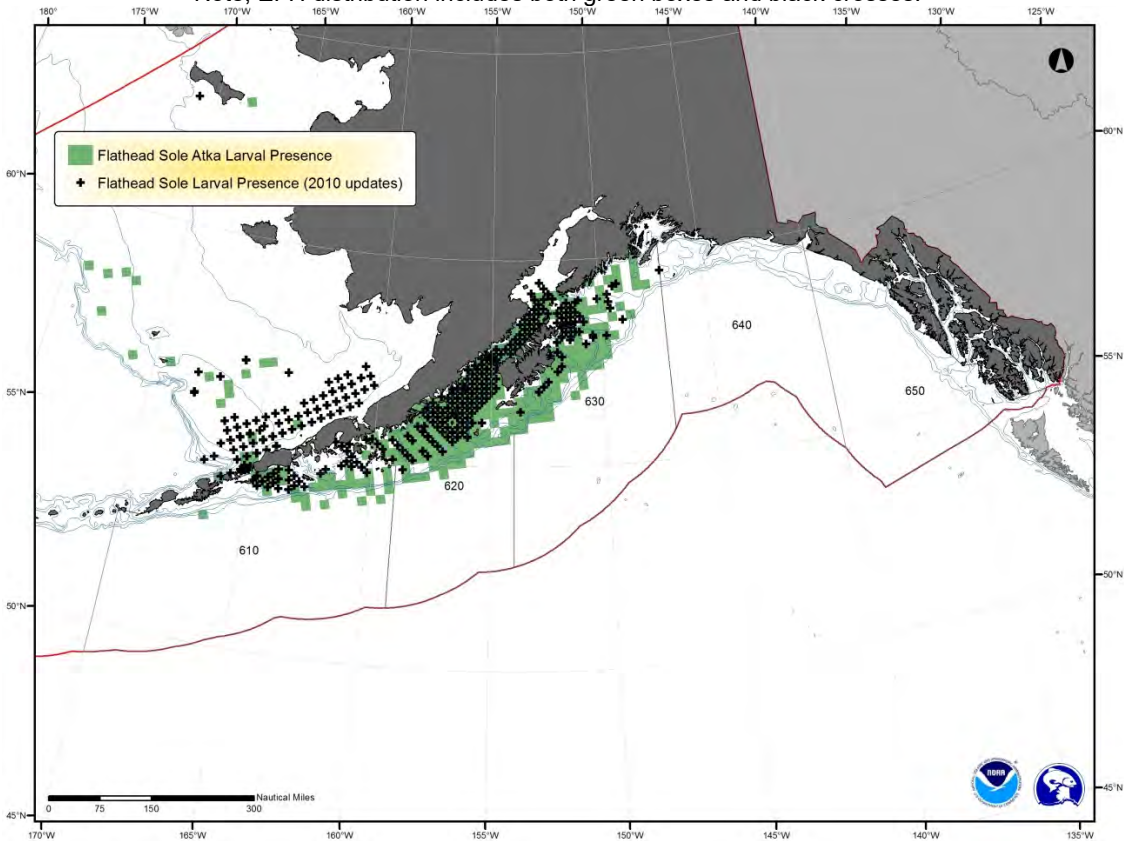 Note, EFH distribution includes both green boxes and black crosses.
180° 175°W 170°W 165°W 160°W 155°W 150°W 145°W 140°W 135°W 130°W 125°W
60°N
Flathead Sole Atka Larval Presence
Flathead Sole Larval Presence (2010 updates)
60°N
640
55°N
650
55°N
630
620
610
50°N
50°N
NOAA
Nautical Miles
0 75 150 300
45°N
45°N
170°W 165°W 160°W 155°W 150°W 145°W 140°W 135°W